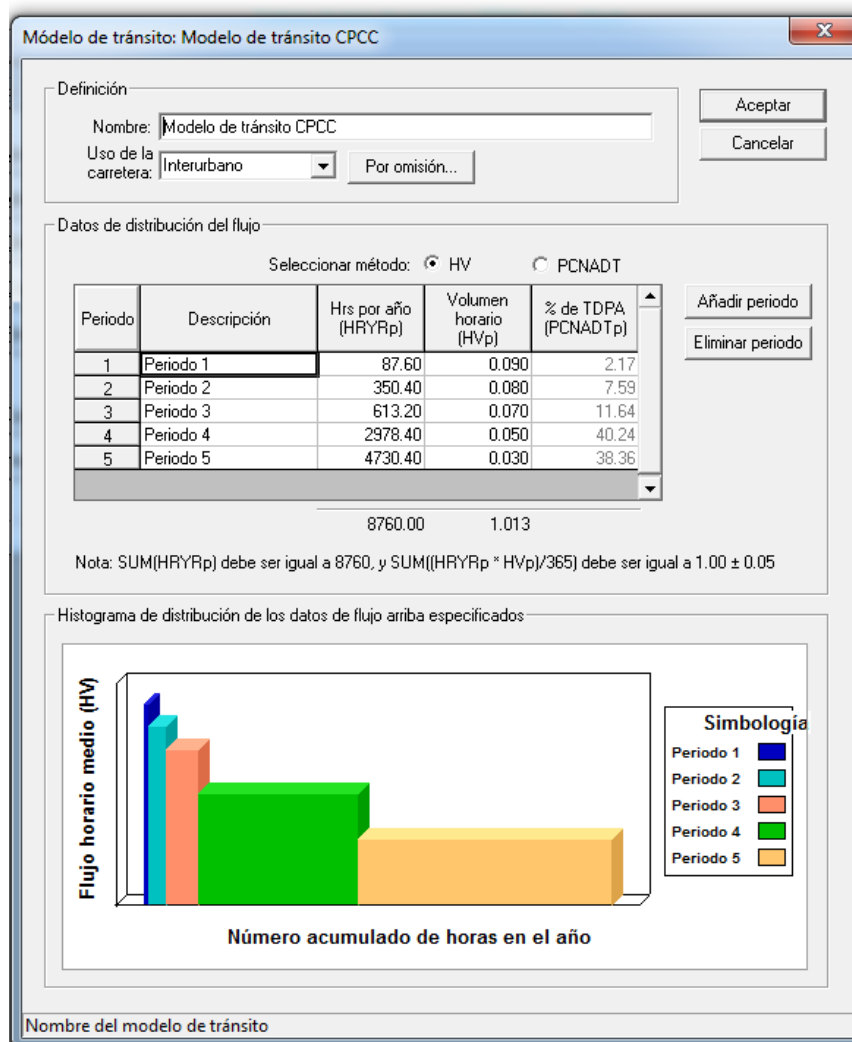 Módelo de tránsito: Modelo de tránsito CPCC
Definición
Nombre: Modelo de tránsito CPCC
Uso de la carretera: Interurbano
Por omisión...
Aceptar
Cancelar
Datos de distribución del flujo
Seleccionar método: HV PCNADT
Periodo Descripción Hrs por año (HRYRp) Volumen horario (HVp) % de TDPA (PCNADTp)
1 Periodo 1 87.60 0.090 2.17
2 Periodo 2 350.40 0.080 7.59
3 Periodo 3 613.20 0.070 11.64
4 Periodo 4 2978.40 0.050 40.24
5 Periodo 5 4730.40 0.030 38.36
8760.00 1.013
Añadir periodo
Eliminar periodo
Nota: SUM(HRYRp) debe ser igual a 8760, y SUM((HRYRp * HVp)/365) debe ser igual a 1.00 ± 0.05
Histograma de distribución de los datos de flujo arriba especificados
Flujo horario medio (HV)
Número acumulado de horas en el año
Simbología
Periodo 1
Periodo 2
Periodo 3
Periodo 4
Periodo 5
Nombre del modelo de tránsito